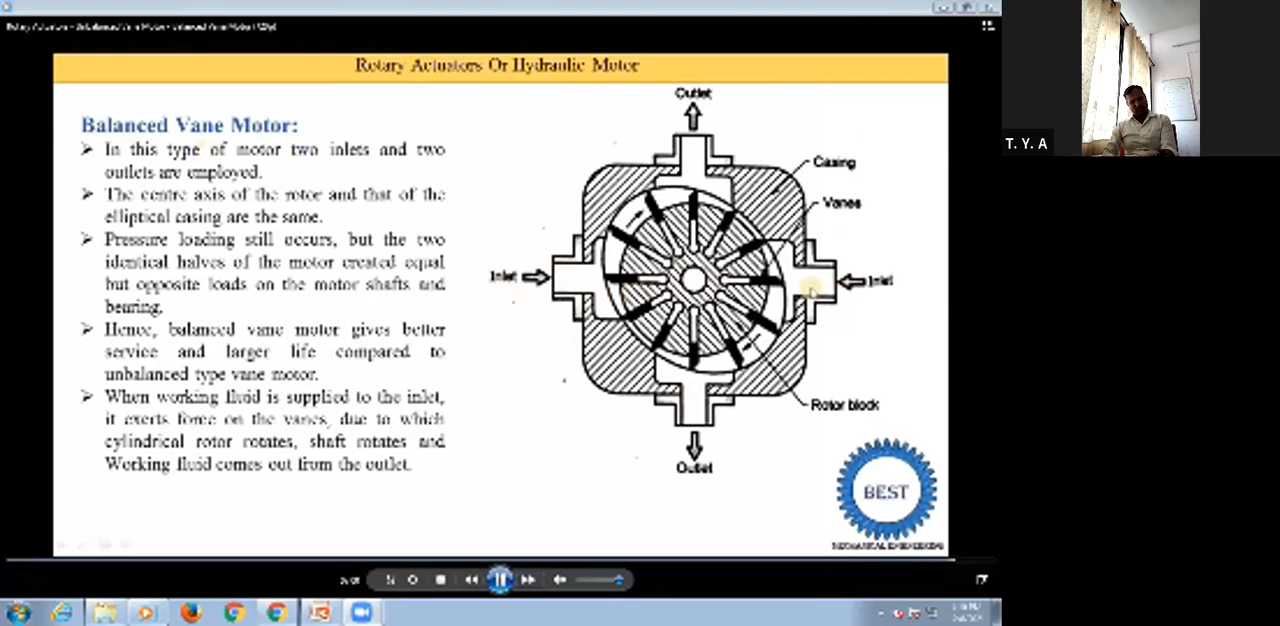 Rotary Actuators Or Hydraulic Motor
Balanced Vane Motor:
➢ In this type of motor two inlets and two
outlets are employed.
➢ The centre axis of the rotor and that of the
elliptical casing are the same.
➢ Pressure loading still occurs, but the two
identical halves of the motor created equal
but opposite loads on the motor shafts and
bearing.
➢ Hence, balanced vane motor gives better
service and larger life compared to
unbalanced type vane motor.
➢ When working fluid is supplied to the inlet,
it exerts force on the vanes, due to which
cylindrical rotor rotates, shaft rotates and
Working fluid comes out from the outlet.
Outlet
Casing
Vanes
Inlet
Inlet
Rotor block
Outlet
BEST
MECHANICAL ENGINEERING
T. Y. A